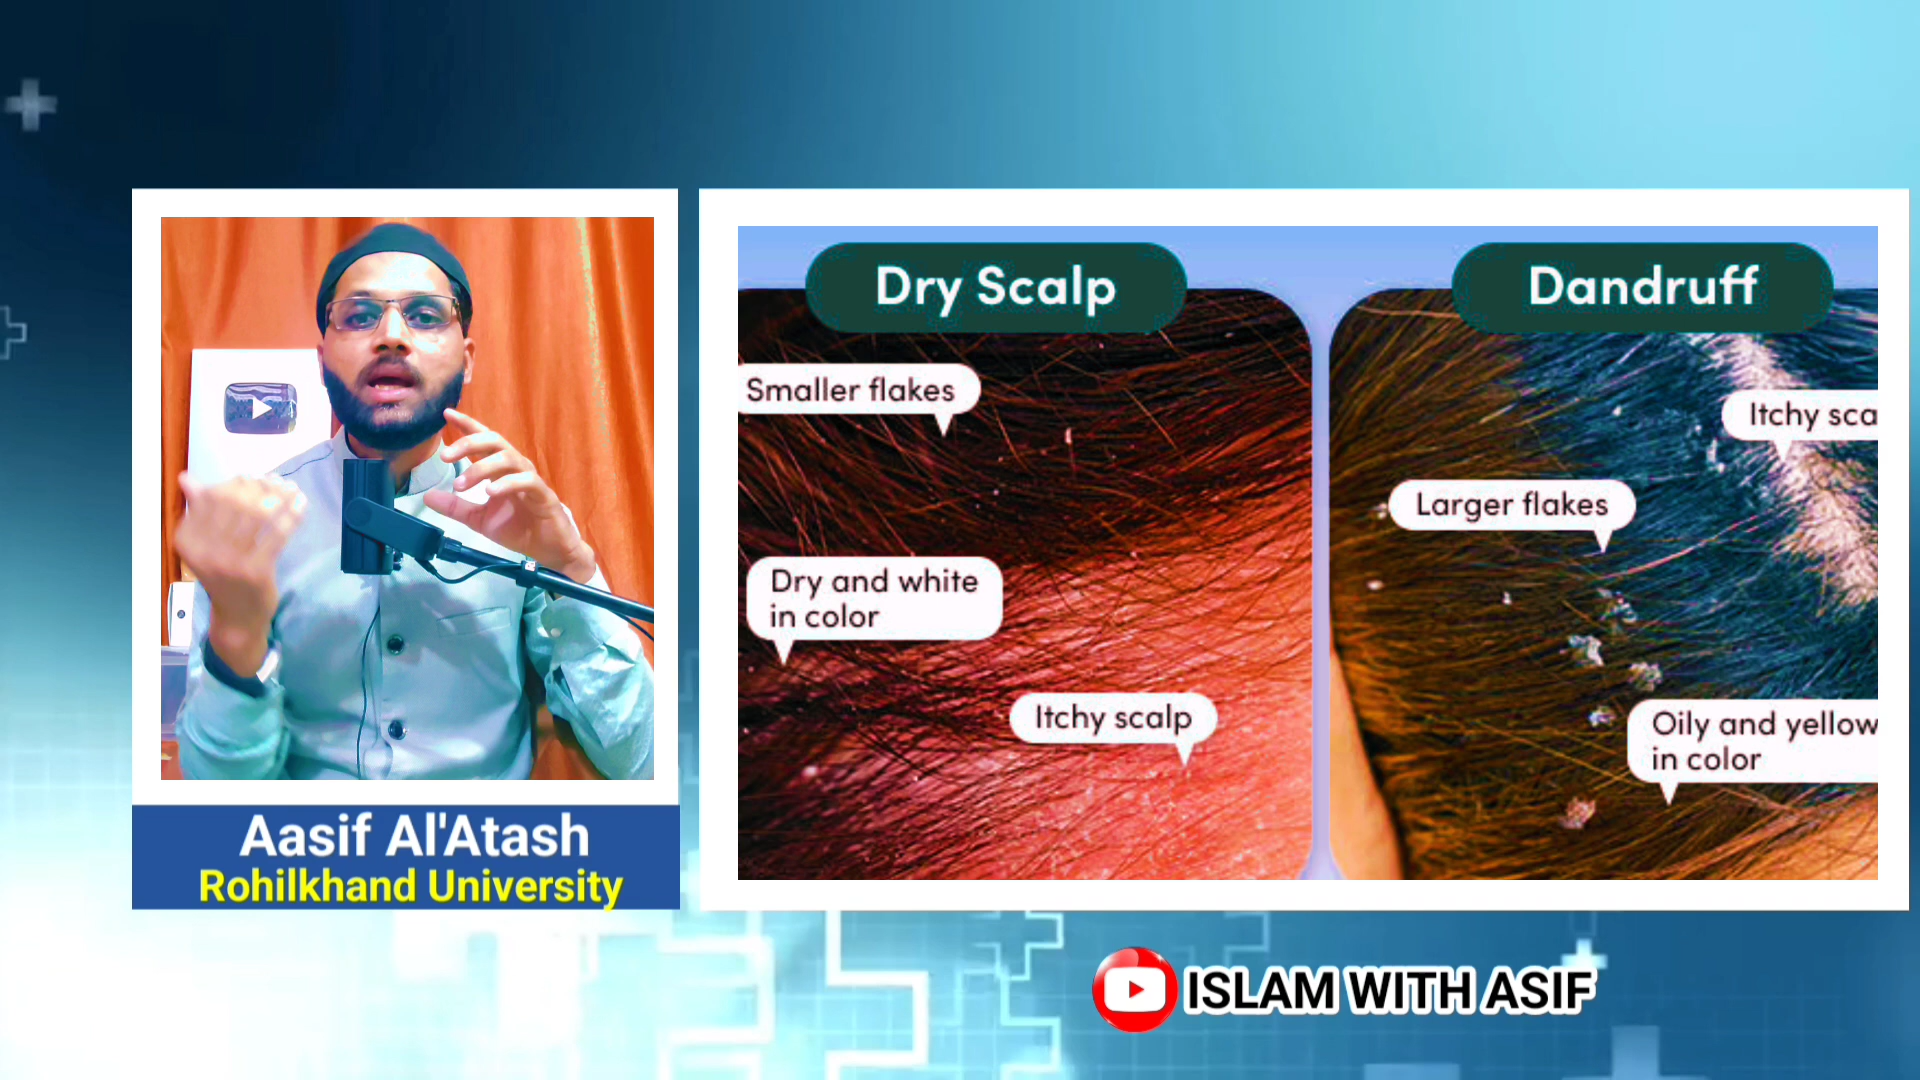 Dry Scalp
Smaller flakes
Dry and white
in color
Itchy scalp
Dandruff
Itchy sca
Larger flakes
Oily and yellow
in color
Aasif Al'Atash
Rohilkhand University
ISLAM WITH ASIF